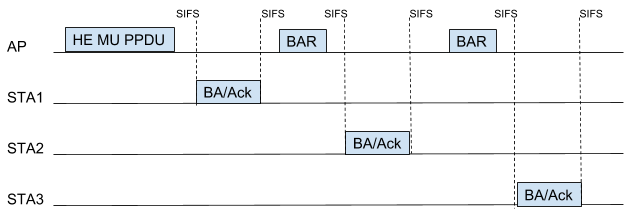 SIFS SIFS SIFS SIFS SIFS SIFS
AP HE MU PPDU BAR BAR
STA1 BA/Ack
STA2 BA/Ack
STA3 BA/Ack